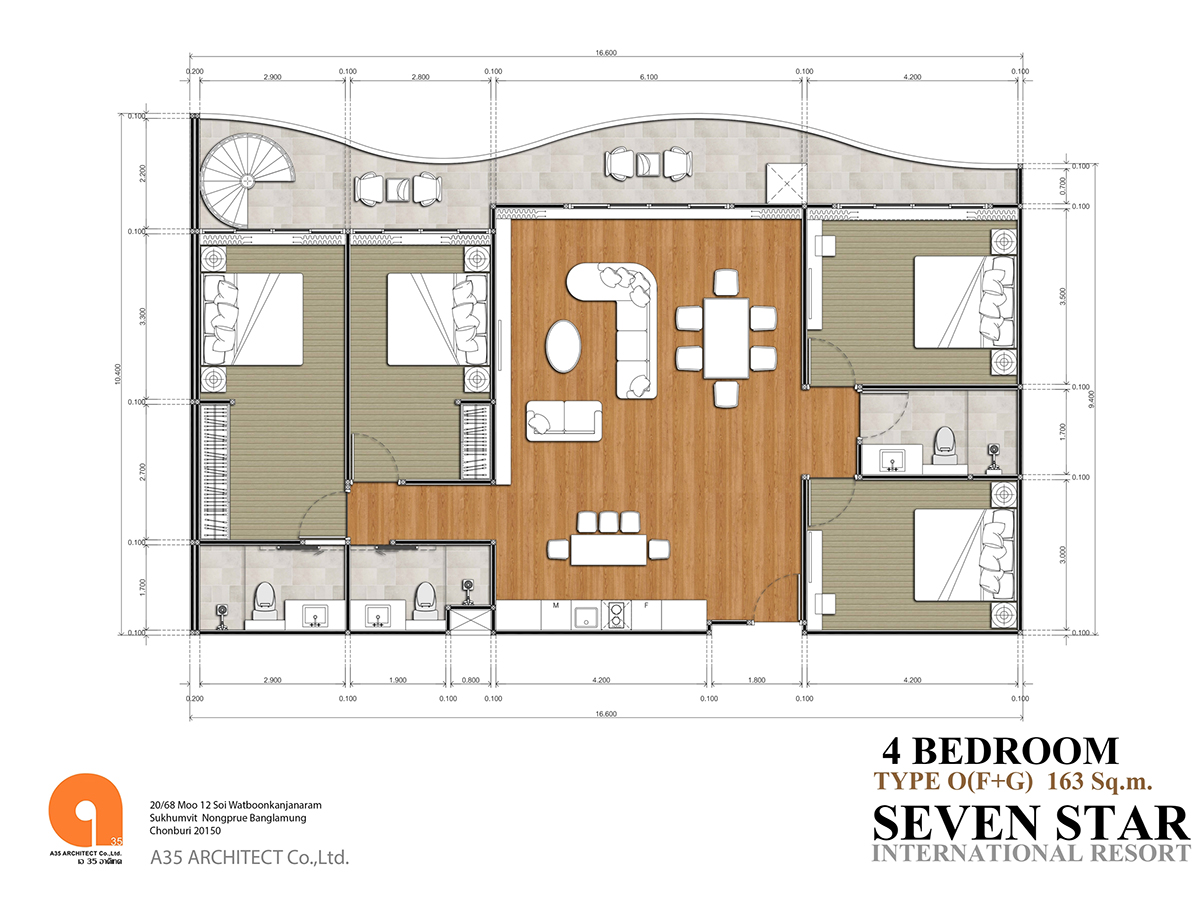 16.600
0.200 0.100 0.100 0.100 0.100
2.900 2.800 6.100 4.200
0.100
2.200
0.100
3.300
10.400
0.100
2.700
0.100
1.700
0.100
0.100
0.700
0.100
3.500
0.100
9.400
1.700
0.100
3.000
0.100
M F
2.900 1.900 0.800 4.200 1.800 4.200
0.200 0.100 0.100 0.100 0.100 0.100 0.100
16.600
4 BEDROOM
TYPE O(F+G) 163 Sq.m.
SEVEN STAR
INTERNATIONAL RESORT
35
A35 ARCHITECT Co.,Ltd.
เอ 35 อาคิเทค
20/68 Moo 12 Soi Watboonkanjanaram
Sukhumvit Nongprue Banglamung
Chonburi 20150
A35 ARCHITECT Co.,Ltd.